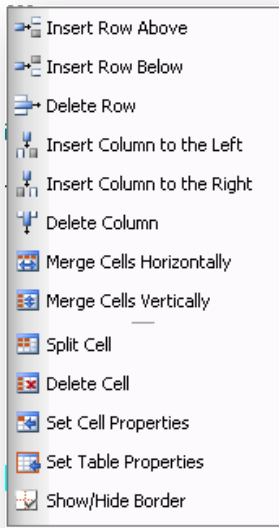 Insert Row Above
Insert Row Below
Delete Row
Insert Column to the Left
Insert Column to the Right
Delete Column
Merge Cells Horizontally
Merge Cells Vertically
Split Cell
Delete Cell
Set Cell Properties
Set Table Properties
Show/Hide Border